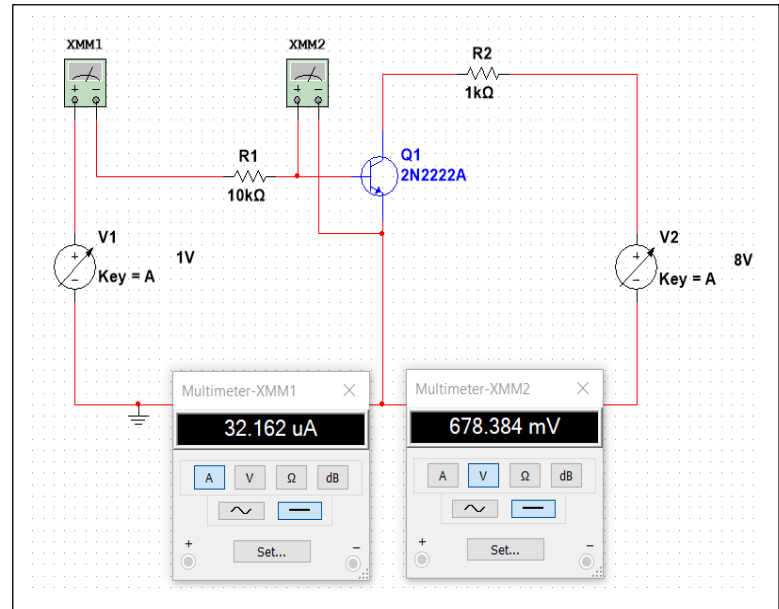 XMM1
XMM2
R2
1kΩ
R1
10kΩ
Q1
2N2222A
V1
1V
Key = A
V2
8V
Key = A
Multimeter-XMM1
32.162 uA
A V Ω dB
+ Set... −
Multimeter-XMM2
678.384 mV
A V Ω dB
+ Set... −